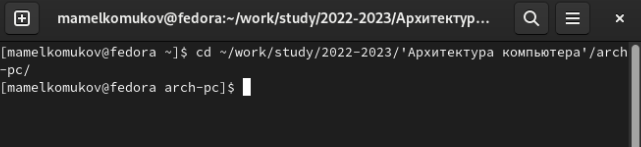 mamelkomukov@fedora:~/work/study/2022-2023/Архитектур...
[mamelkomukov@fedora ~]$ cd ~/work/study/2022-2023/'Архитектура компьютера'/arch
-pc/
[mamelkomukov@fedora arch-pc]$